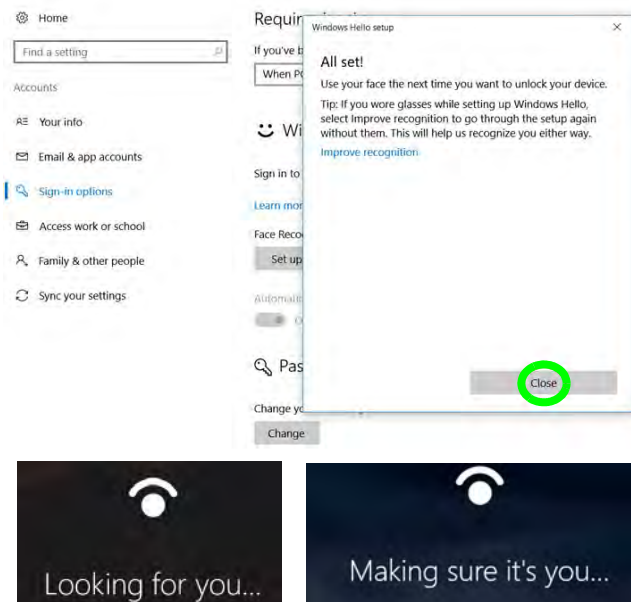 Home
Find a setting
Accounts
Your info
Email & app accounts
Sign-in options
Access work or school
Family & other people
Sync your settings
If you've b
When PC
Wi
Sign in to
Learn mor
Face Reco
Set up
Automatic
Pas
Change yo
Change
Windows Hello setup
All set!
Use your face the next time you want to unlock your device.
Tip: If you wore glasses while setting up Windows Hello,
select Improve recognition to go through the setup again
without them. This will help us recognize you either way.
Improve recognition
Close
Looking for you...
Making sure it's you...